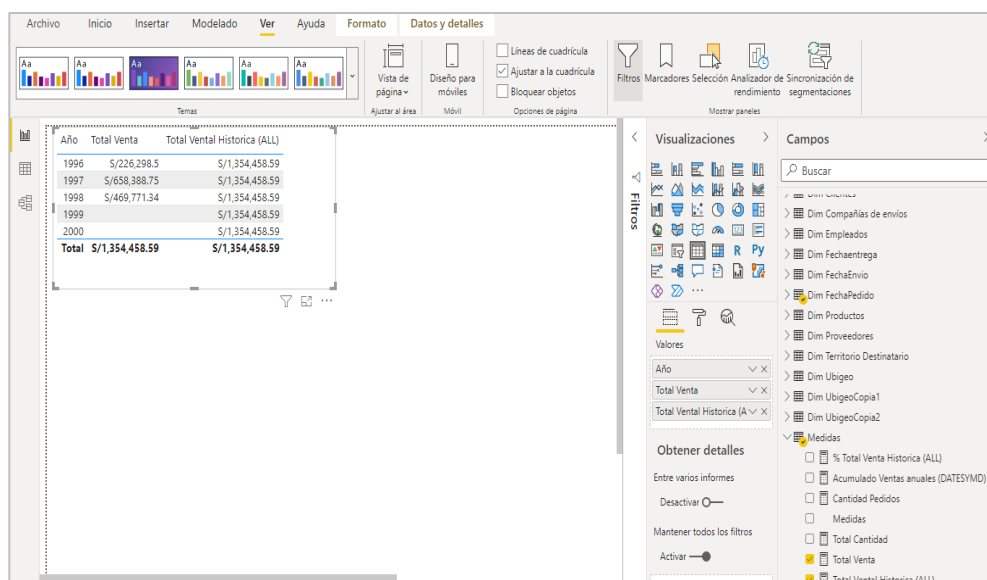 Archivo Inicio Insertar Modelado Ver Ayuda Formato Datos y detalles
Aa Aa Aa Aa Aa Aa
Vista de página
Diseño para móviles
Líneas de cuadrícula
Ajustar a la cuadrícula
Bloquear objetos
Filtros Marcadores Selección Analizador de rendimiento Sincronización de segmentaciones
Temas Ajustar al área Móvil Opciones de página Mostrar paneles
Año Total Venta Total Vental Historica (ALL)
1996 S/226,298.5 S/1,354,458.59
1997 S/658,388.75 S/1,354,458.59
1998 S/469,771.34 S/1,354,458.59
1999 S/1,354,458.59
2000 S/1,354,458.59
Total S/1,354,458.59 S/1,354,458.59
Filtros
Visualizaciones
R Py
Valores
Año
Total Venta
Total Vental Historica (A
Obtener detalles
Entre varios informes
Desactivar
Mantener todos los filtros
Activar
Campos
Buscar
Dim Clientes
Dim Compañías de envíos
Dim Empleados
Dim Fechaentrega
Dim FechaEnvio
Dim FechaPedido
Dim Productos
Dim Proveedores
Dim Territorio Destinatario
Dim Ubigeo
Dim UbigeoCopia1
Dim UbigeoCopia2
Medidas
% Total Venta Historica (ALL)
Acumulado Ventas anuales (DATESYMD)
Cantidad Pedidos
Medidas
Total Cantidad
Total Venta
Total Vental Historica (ALL)